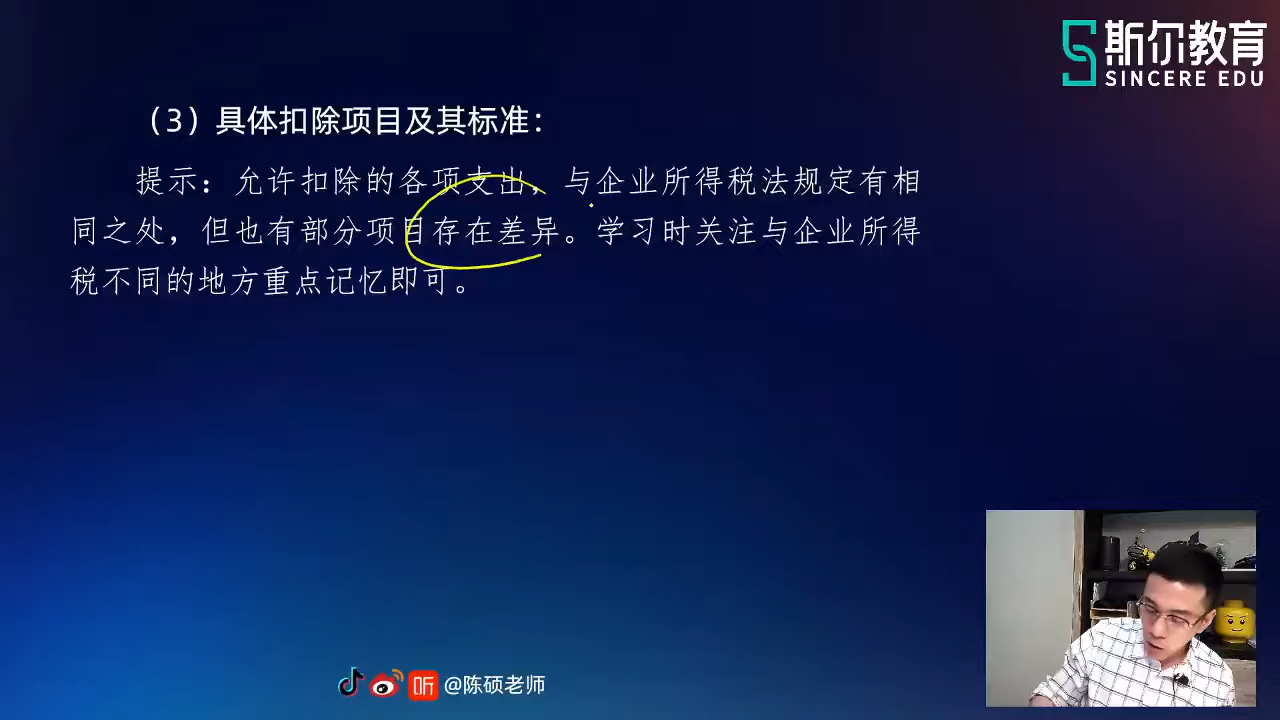 斯尔教育
SINCERE EDU
（3）具体扣除项目及其标准：
提示：允许扣除的各项支出，与企业所得税法规定有相
同之处，但也有部分项目存在差异。学习时关注与企业所得
税不同的地方重点记忆即可。
听 @陈硕老师